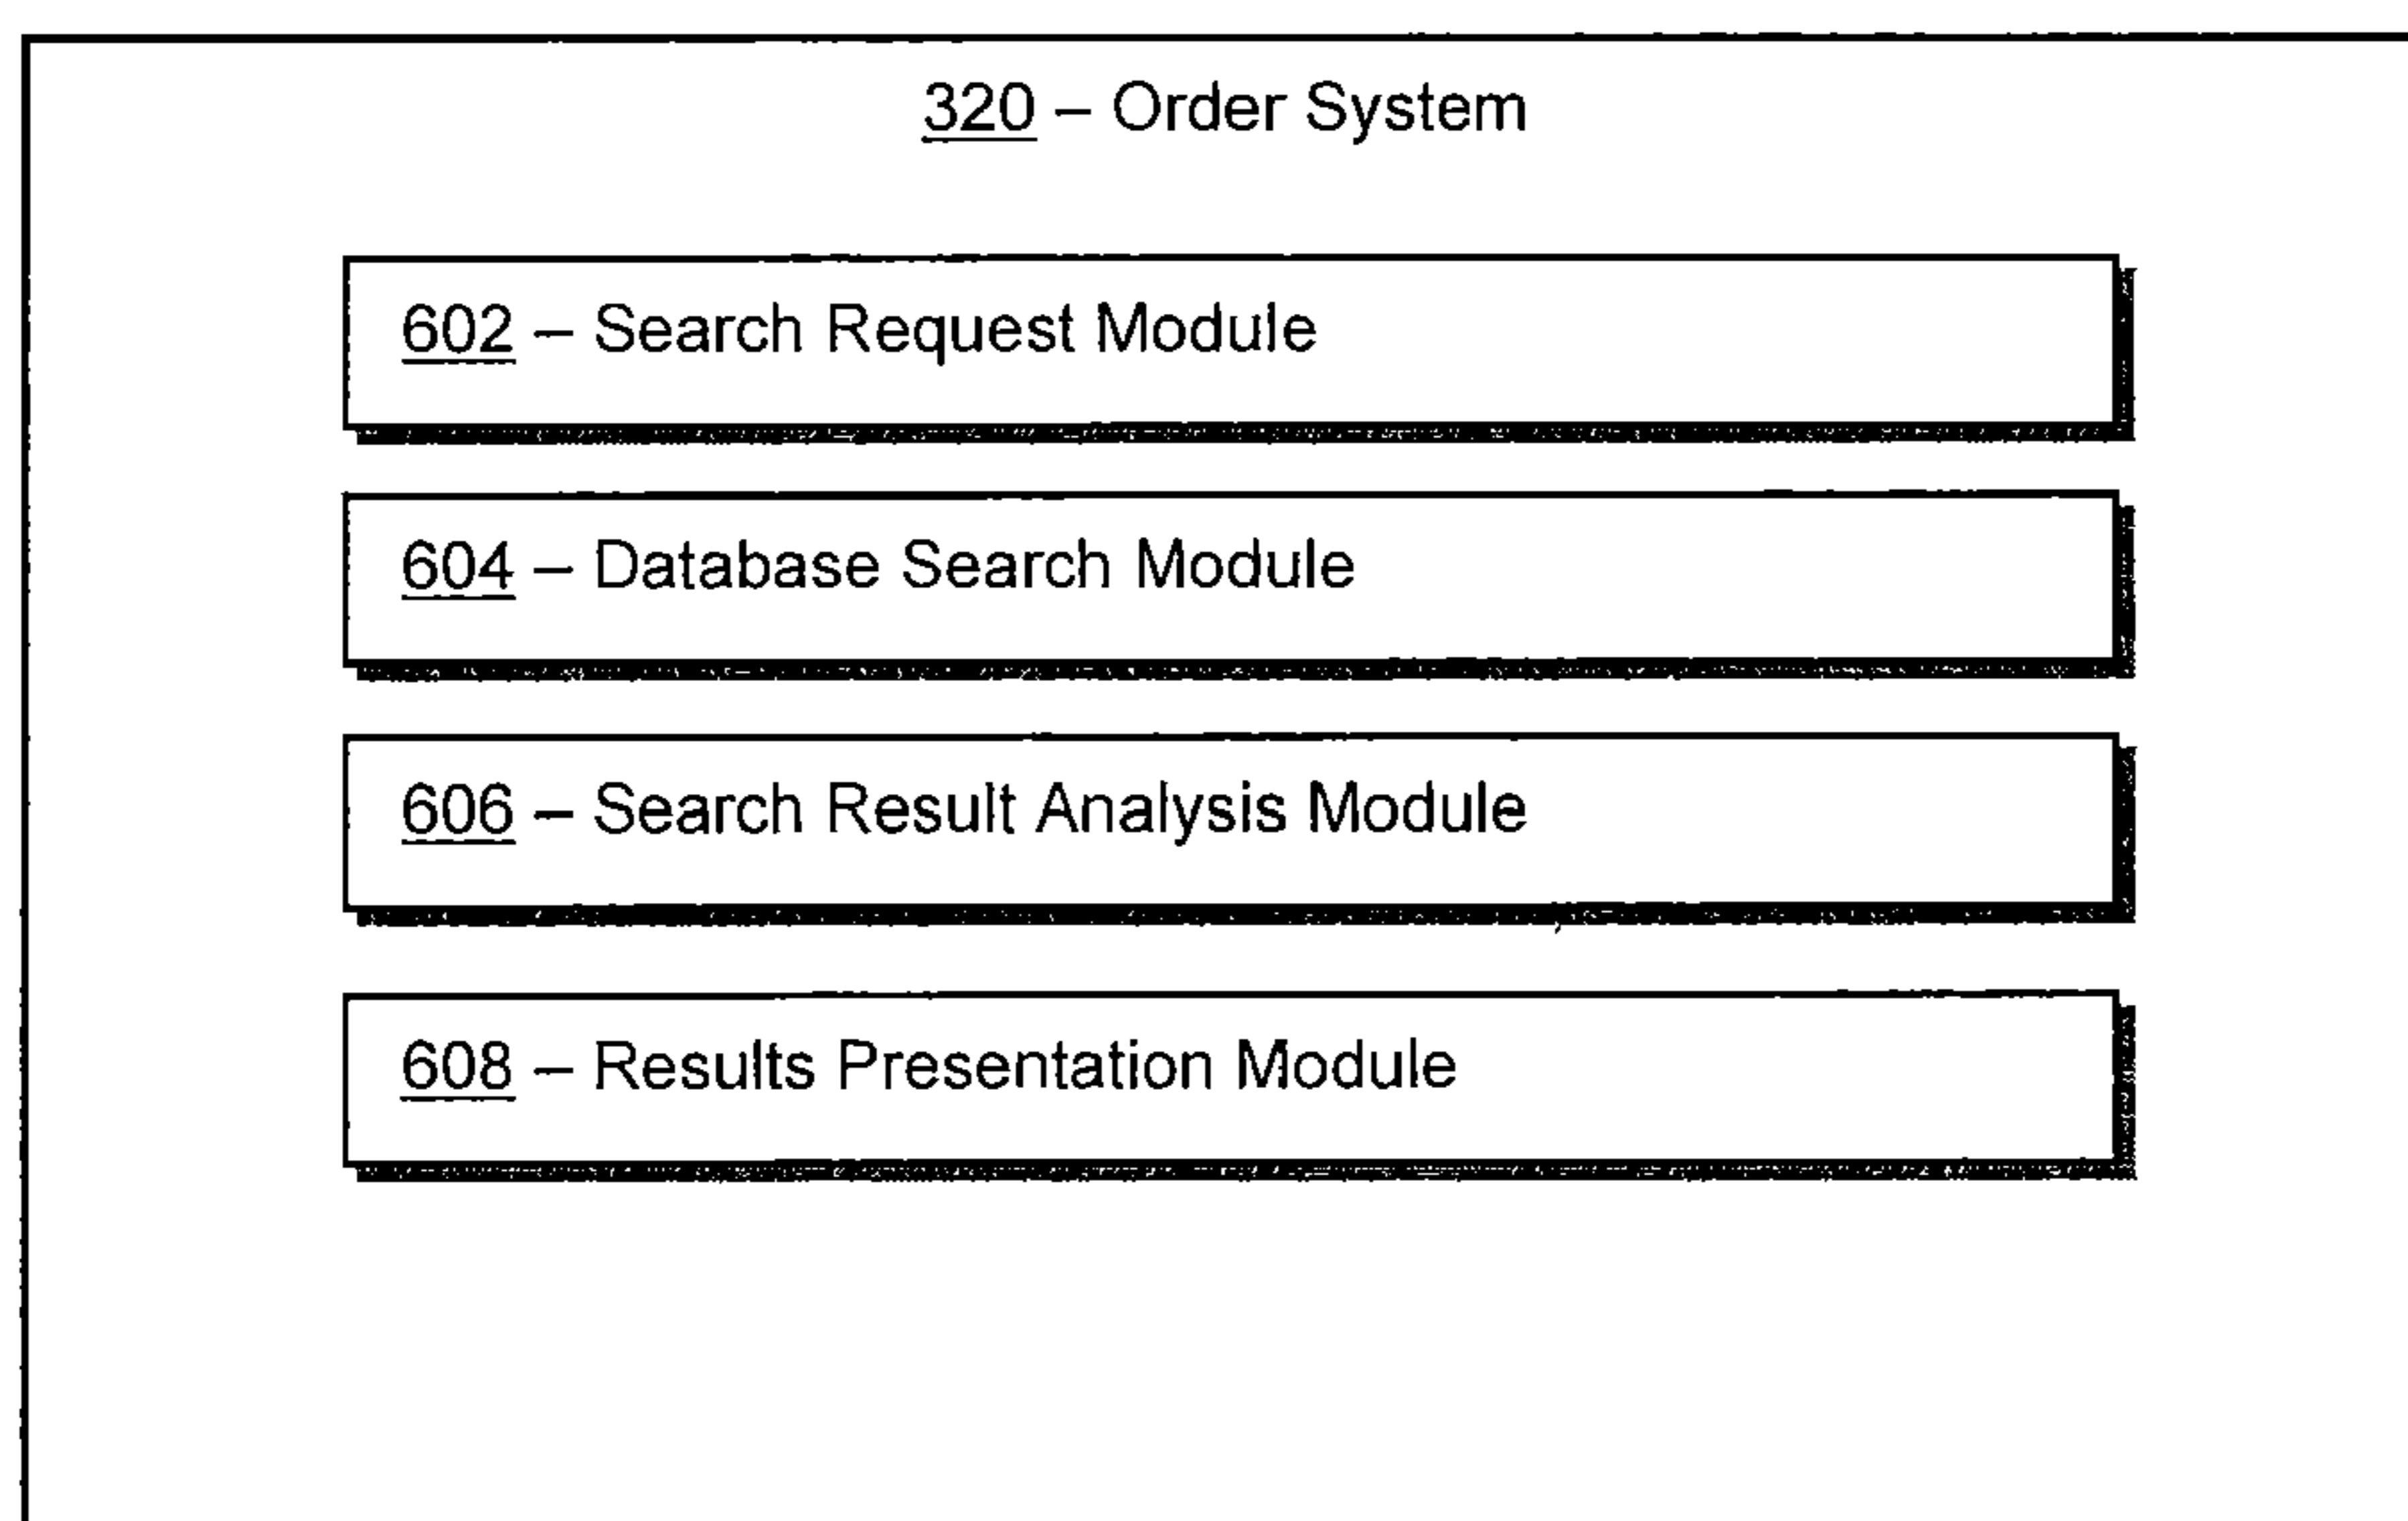 320 – Order System
602 – Search Request Module
604 – Database Search Module
606 – Search Result Analysis Module
608 – Results Presentation Module